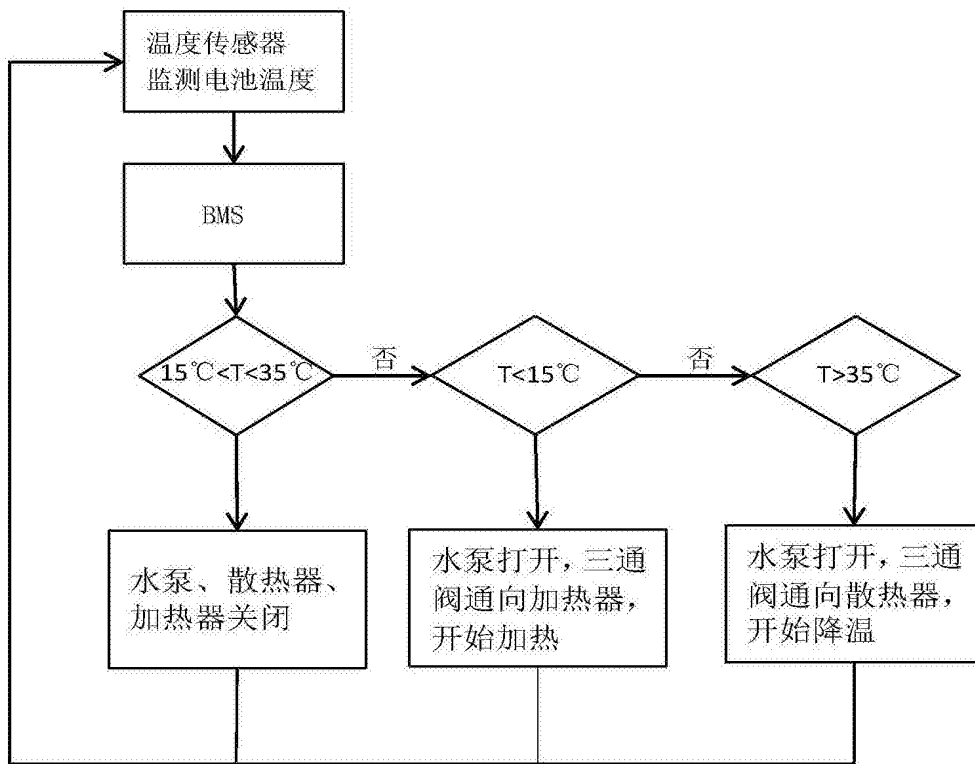 温度传感器
监测电池温度
BMS
15℃<T<35℃
否
T<15℃
否
T>35℃
水泵、散热器、
加热器关闭
水泵打开，三通
阀通向加热器，
开始加热
水泵打开，三通
阀通向散热器，
开始降温